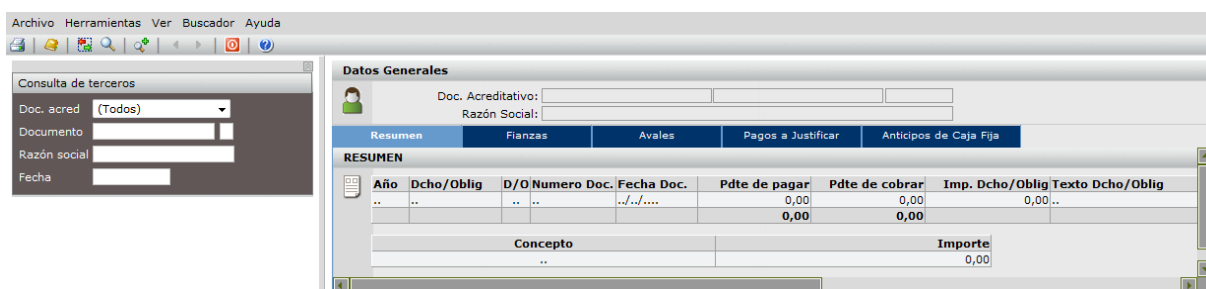 Archivo Herramientas Ver Buscador Ayuda
Consulta de terceros
Doc. acred (Todos)
Documento
Razón social
Fecha
Datos Generales
Doc. Acreditativo:
Razón Social:
Resumen Fianzas Avales Pagos a Justificar Anticipos de Caja Fija
RESUMEN
Año Dcho/Oblig D/O Numero Doc. Fecha Doc. Pdte de pagar Pdte de cobrar Imp. Dcho/Oblig Texto Dcho/Oblig
.. .. .. .. ../../.... 0,00 0,00 0,00 ..
0,00 0,00
Concepto Importe
.. 0,00